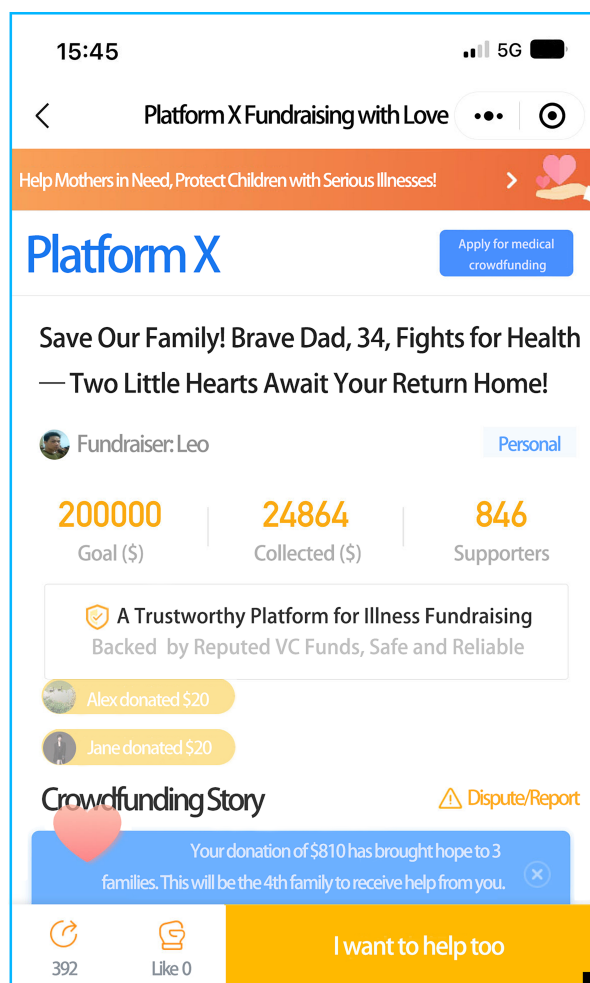 15:45
5G
Platform X Fundraising with Love
Help Mothers in Need, Protect Children with Serious Illnesses!
Platform X
Apply for medical
crowdfunding
Save Our Family! Brave Dad, 34, Fights for Health
— Two Little Hearts Await Your Return Home!
Fundraiser: Leo
Personal
200000
24864
846
Goal ($)
Collected ($)
Supporters
A Trustworthy Platform for Illness Fundraising
Backed by Reputed VC Funds, Safe and Reliable
Alex donated $20
Jane donated $20
Crowdfunding Story
Dispute/Report
Your donation of $810 has brought hope to 3
families. This will be the 4th family to receive help from you.
392
Like 0
I want to help too